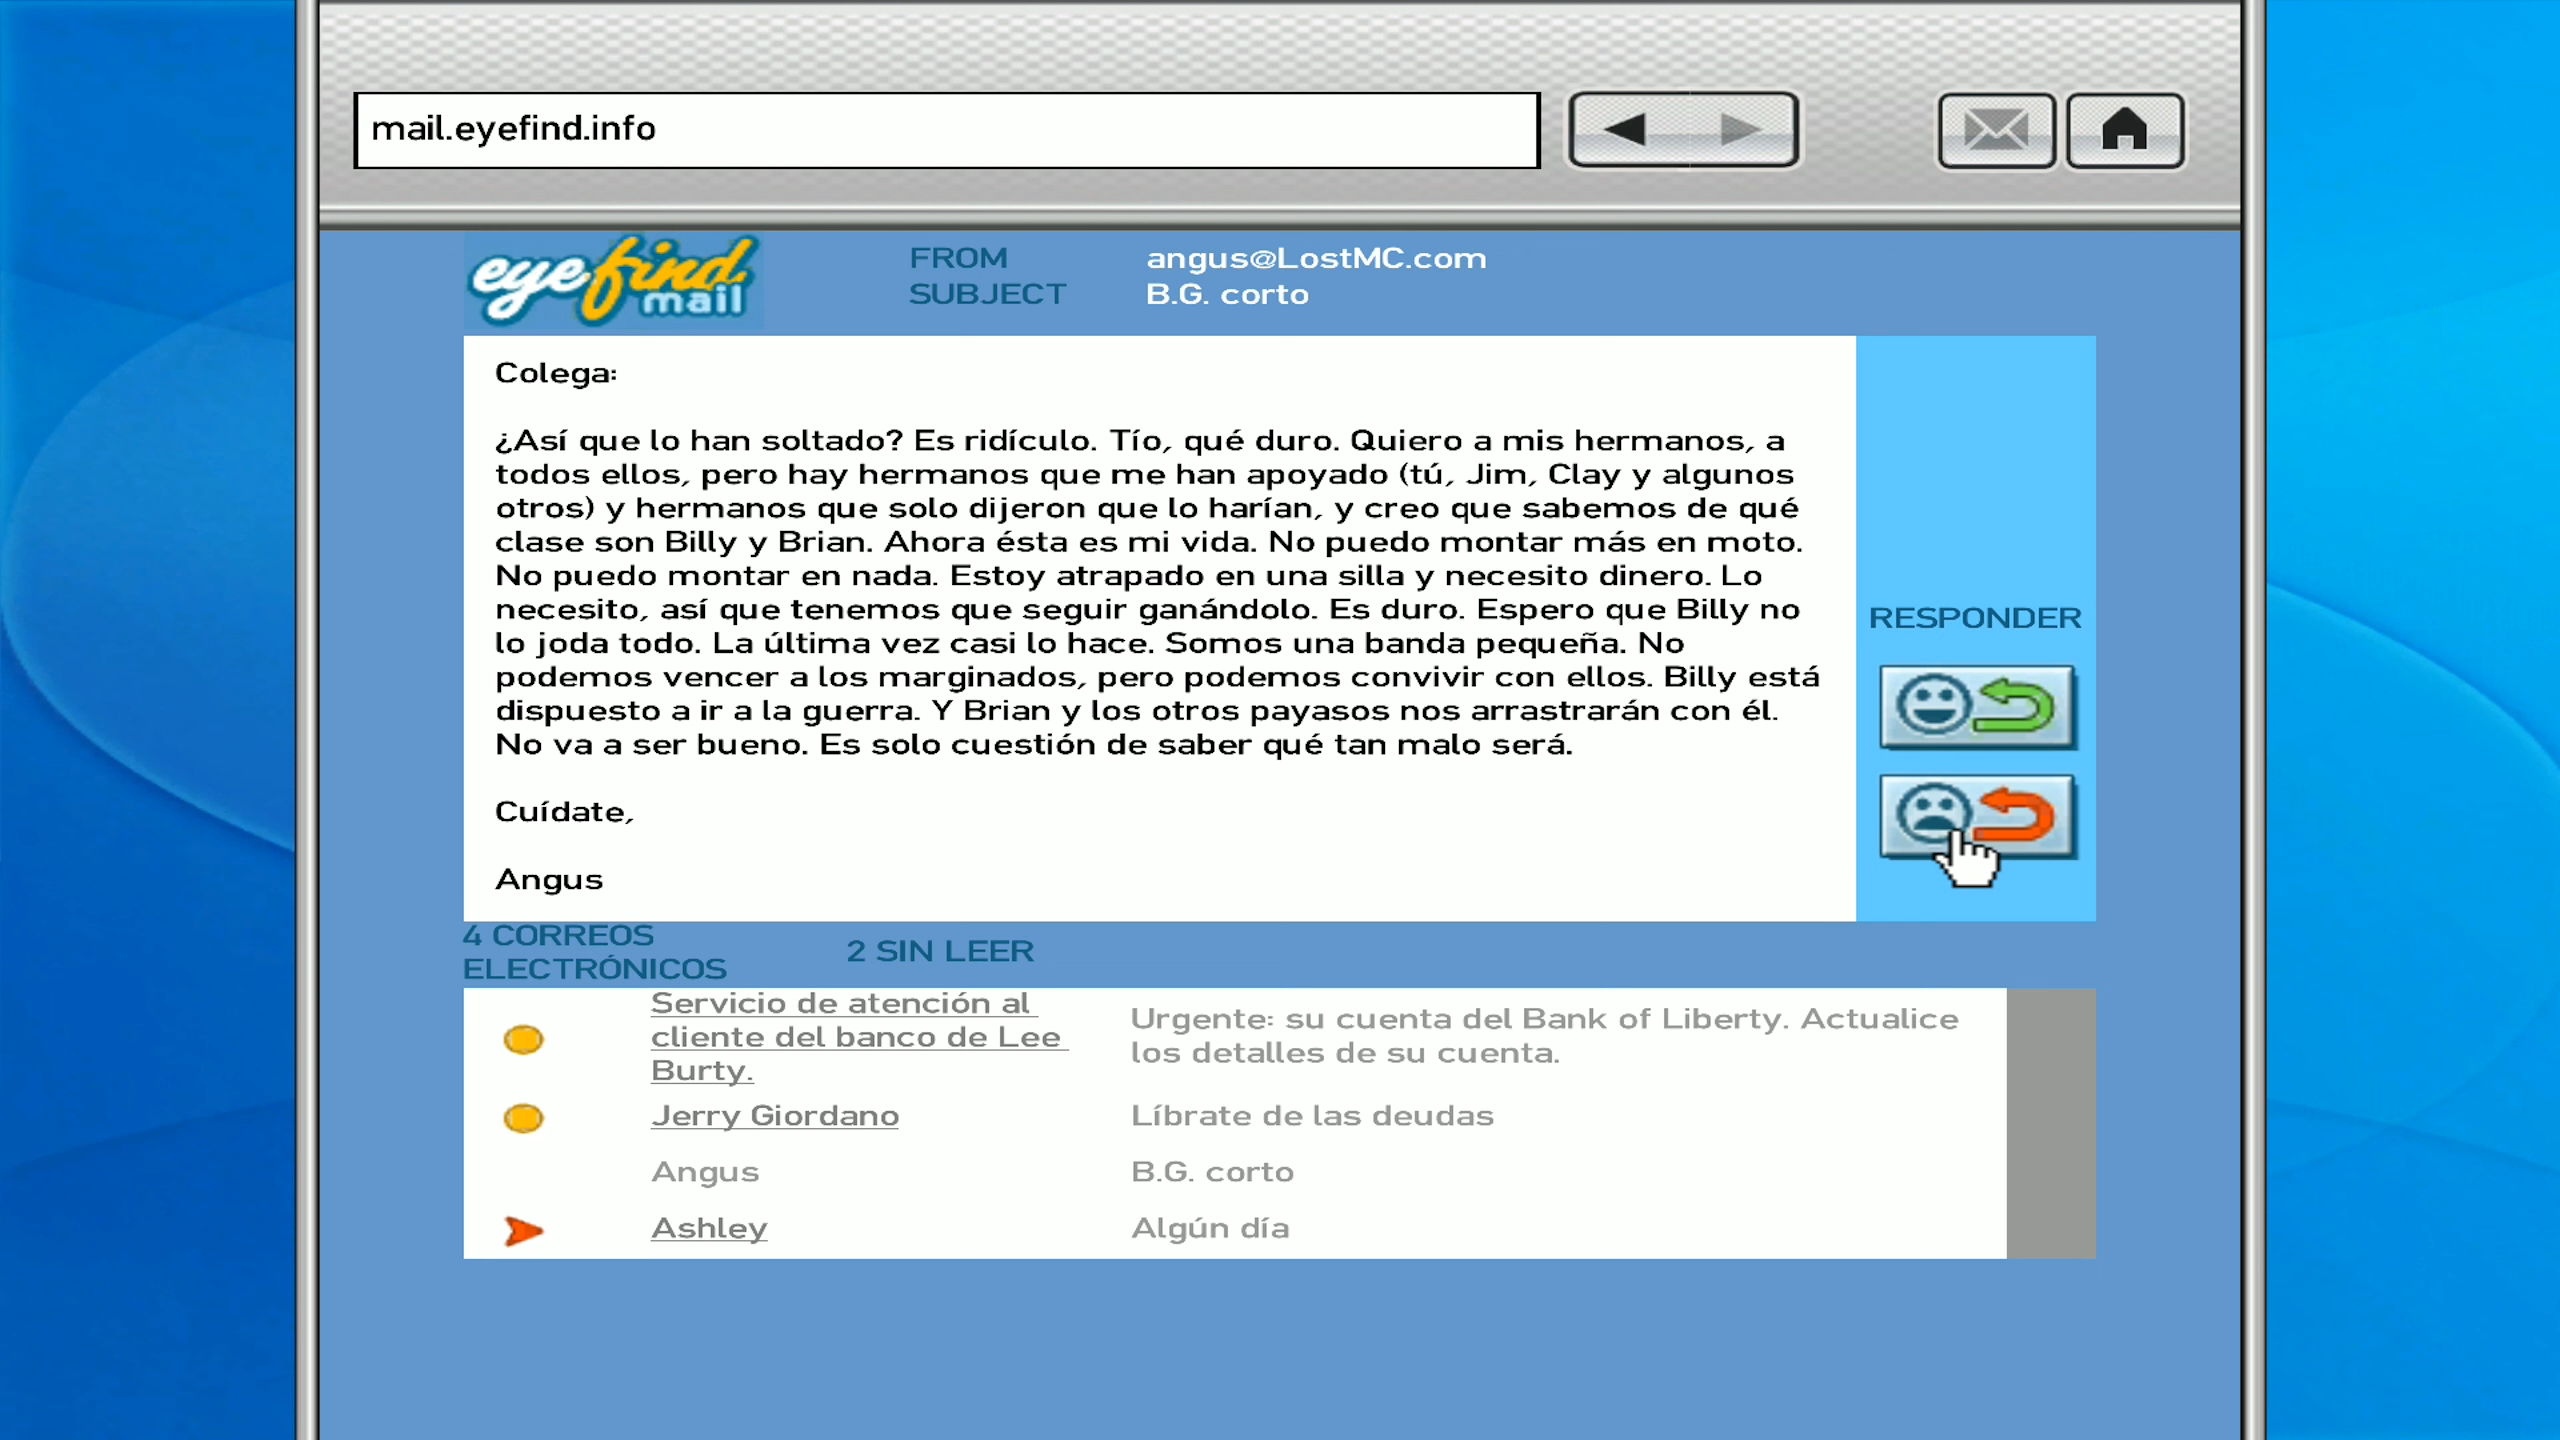 mail.eyefind.info
eyefind
mail
FROM angus@LostMC.com
SUBJECT B.G. corto
Colega:
¿Así que lo han soltado? Es ridículo. Tío, qué duro. Quiero a mis hermanos, a
todos ellos, pero hay hermanos que me han apoyado (tú, Jim, Clay y algunos
otros) y hermanos que solo dijeron que lo harían, y creo que sabemos de qué
clase son Billy y Brian. Ahora ésta es mi vida. No puedo montar más en moto.
No puedo montar en nada. Estoy atrapado en una silla y necesito dinero. Lo
necesito, así que tenemos que seguir ganándolo. Es duro. Espero que Billy no
lo joda todo. La última vez casi lo hace. Somos una banda pequeña. No
podemos vencer a los marginados, pero podemos convivir con ellos. Billy está
dispuesto a ir a la guerra. Y Brian y los otros payasos nos arrastrarán con él.
No va a ser bueno. Es solo cuestión de saber qué tan malo será.
Cuídate,
Angus
RESPONDER
4 CORREOS
ELECTRÓNICOS
2 SIN LEER
Servicio de atención al
cliente del banco de Lee
Burty.
Urgente: su cuenta del Bank of Liberty. Actualice
los detalles de su cuenta.
Jerry Giordano Líbrate de las deudas
Angus B.G. corto
Ashley Algún día